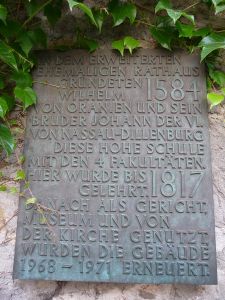 IN DEM ERWEITERTEN
EHEMALIGEN RATHAUS
GRÜNDETEN 1584
WILHELM I.
VON ORANIEN UND SEIN
BRUDER JOHANN DER VI.
VON NASSAU-DILLENBURG
DIESE HOHE SCHULE
MIT DEN 4 FAKULTÄTEN.
HIER WURDE BIS
GELEHRT. 1817
NACH ALS GERICHT,
MUSEUM UND VON
DER KIRCHE GENUTZT,
WURDEN DIE GEBÄUDE
1968-1971 ERNEUERT.